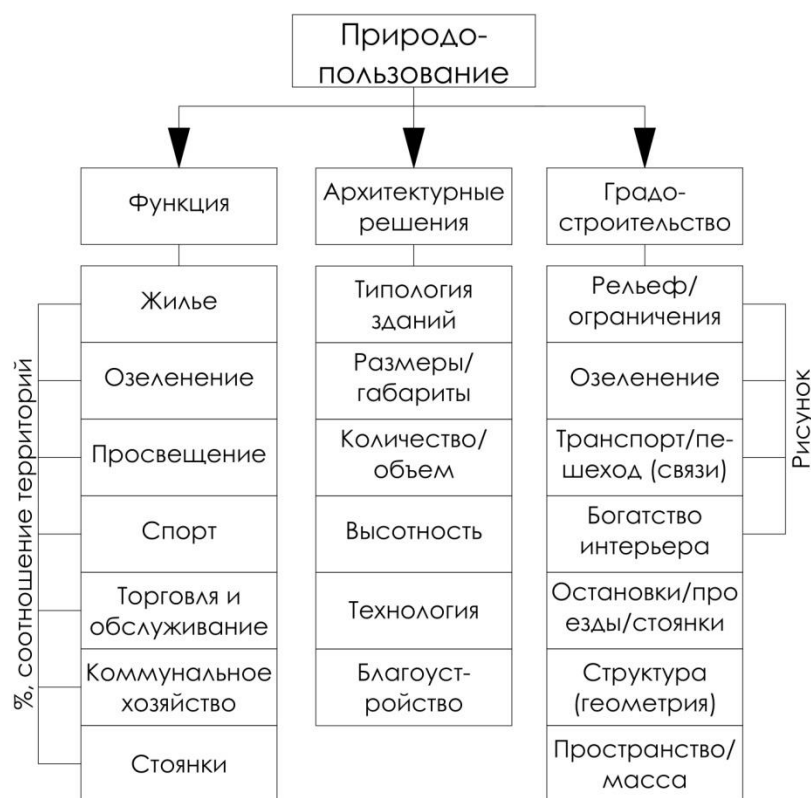 Природо-
пользование
Функция
Архитектурные
решения
Градо-
строительство
%, соотношение территорий
Жилье
Озеленение
Просвещение
Спорт
Торговля и
обслуживание
Коммунальное
хозяйство
Стоянки
Типология
зданий
Размеры/
габариты
Количество/
объем
Высотность
Технология
Благоуст-
ройство
Рельеф/
ограничения
Озеленение
Транспорт/пе-
шеход (связи)
Богатство
интерьера
Остановки/про
езды/стоянки
Структура
(геометрия)
Пространство/
масса
Рисунок